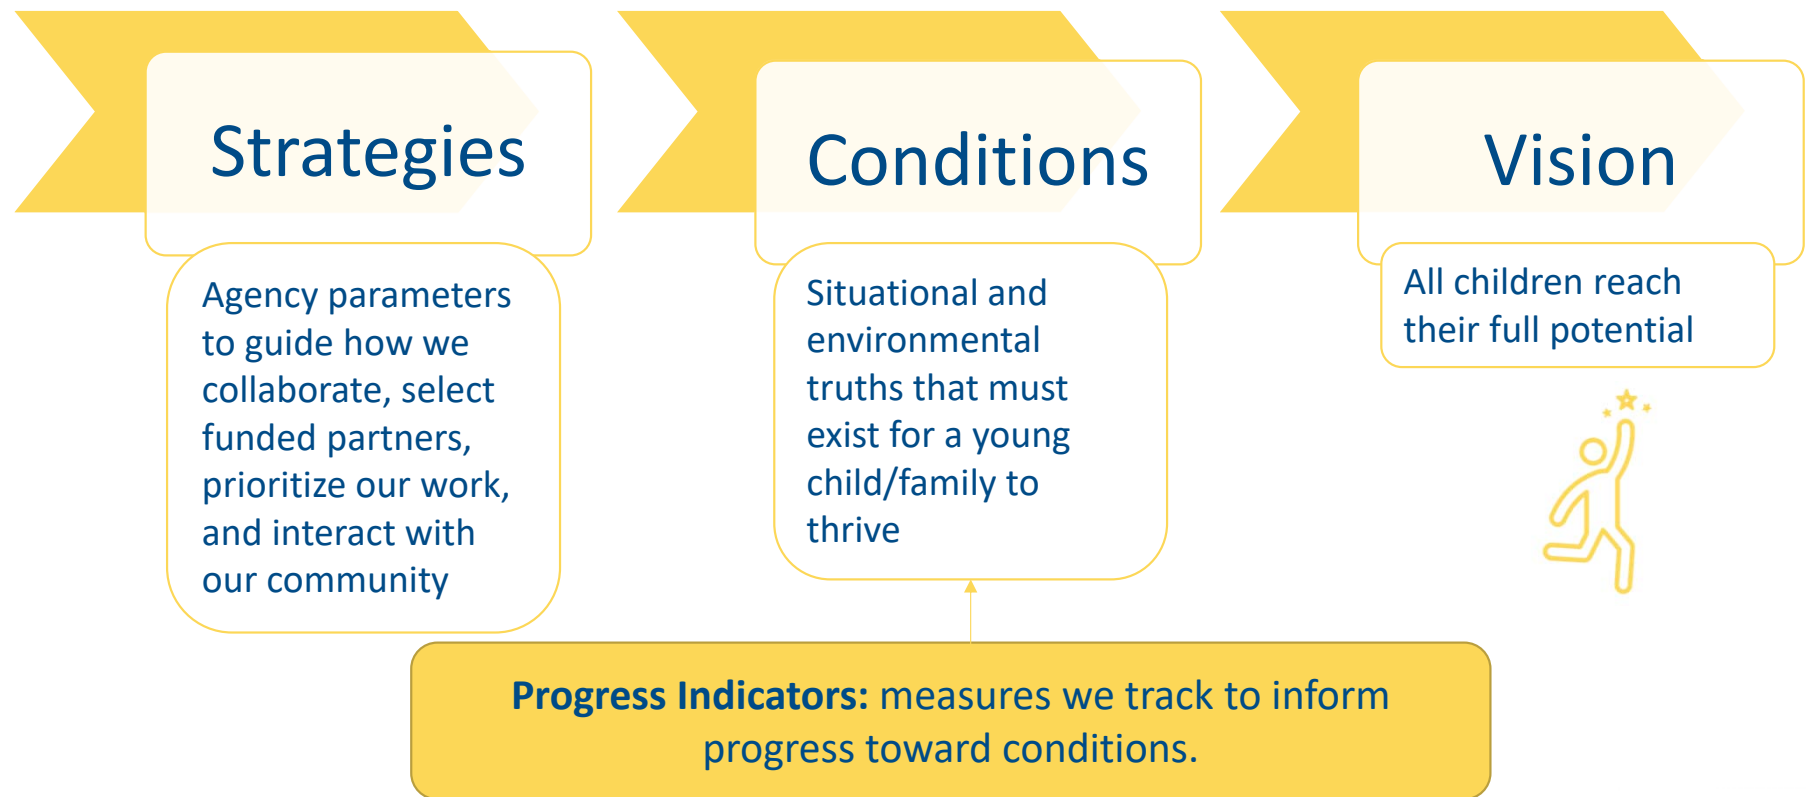 Strategies
Agency parameters
to guide how we
collaborate, select
funded partners,
prioritize our work,
and interact with
our community
Conditions
Situational and
environmental
truths that must
exist for a young
child/family to
thrive
Vision
All children reach
their full potential
Progress Indicators: measures we track to inform
progress toward conditions.